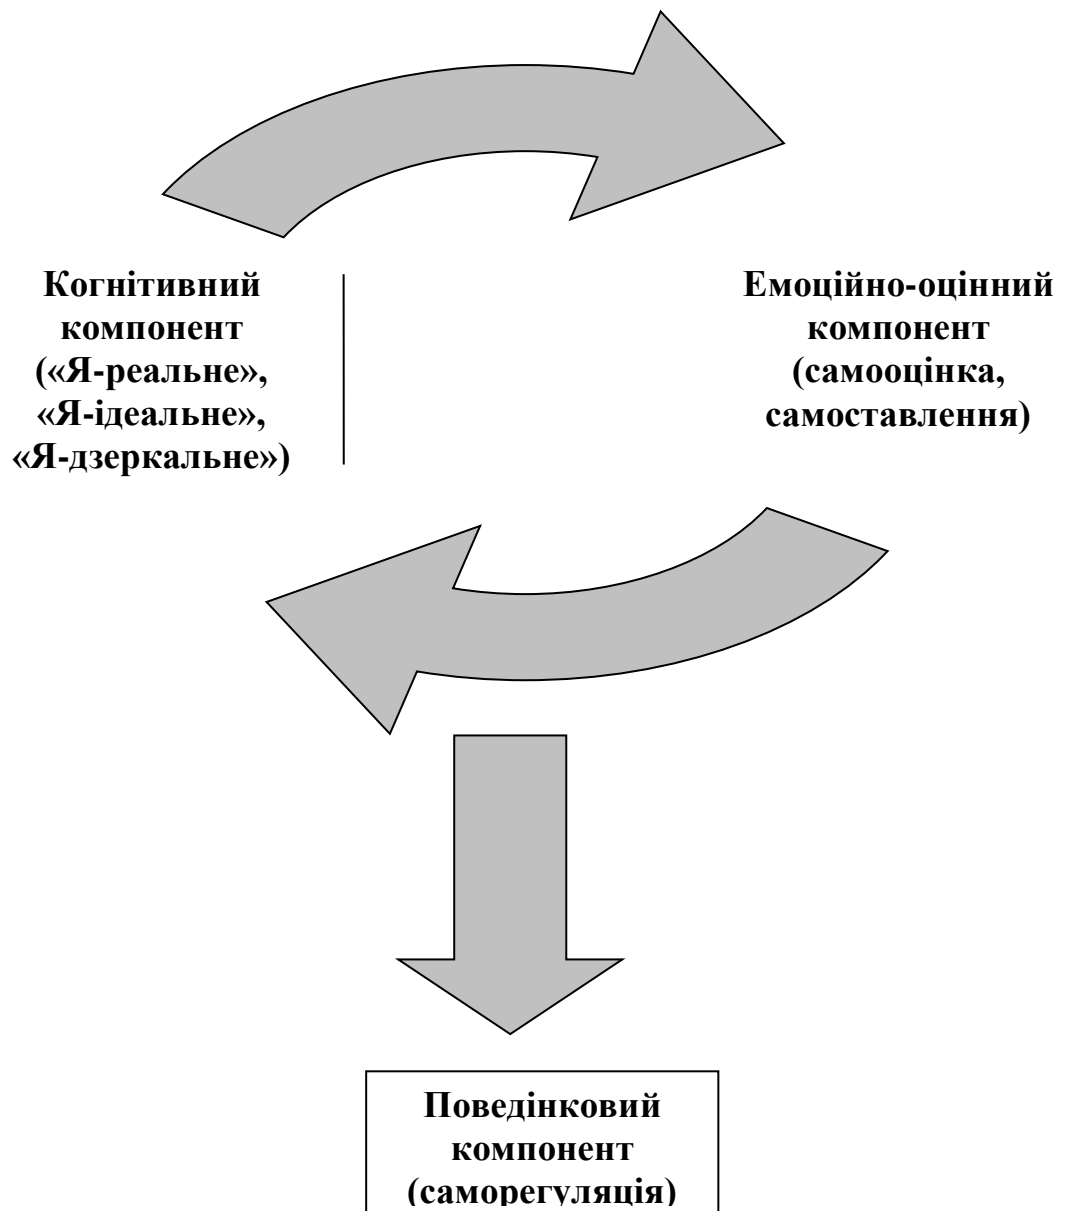 Когнітивний
компонент
(«Я-реальне»,
«Я-ідеальне»,
«Я-дзеркальне»)
Емоційно-оцінний
компонент
(самооцінка,
самоставлення)
Поведінковий
компонент
(саморегуляція)